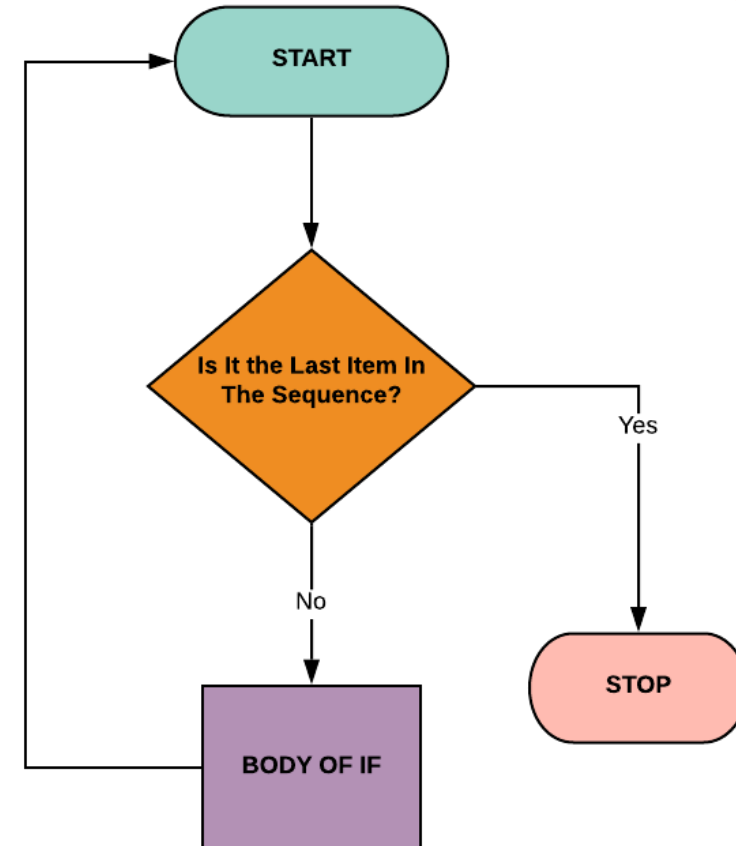 START
Is It the Last Item In
The Sequence?
Yes
No
STOP
BODY OF IF